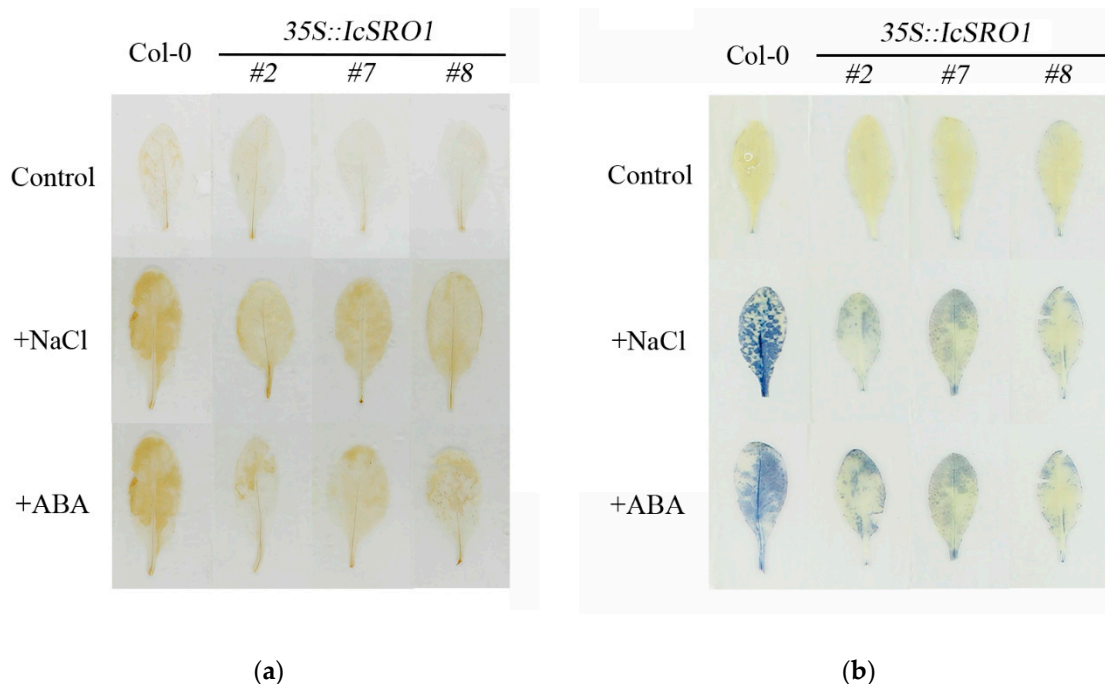 35S::IcSRO1
Col-0
#2 #7 #8
Control
+NaCl
+ABA
(a)
35S::IcSRO1
Col-0
#2 #7 #8
Control
+NaCl
+ABA
(b)